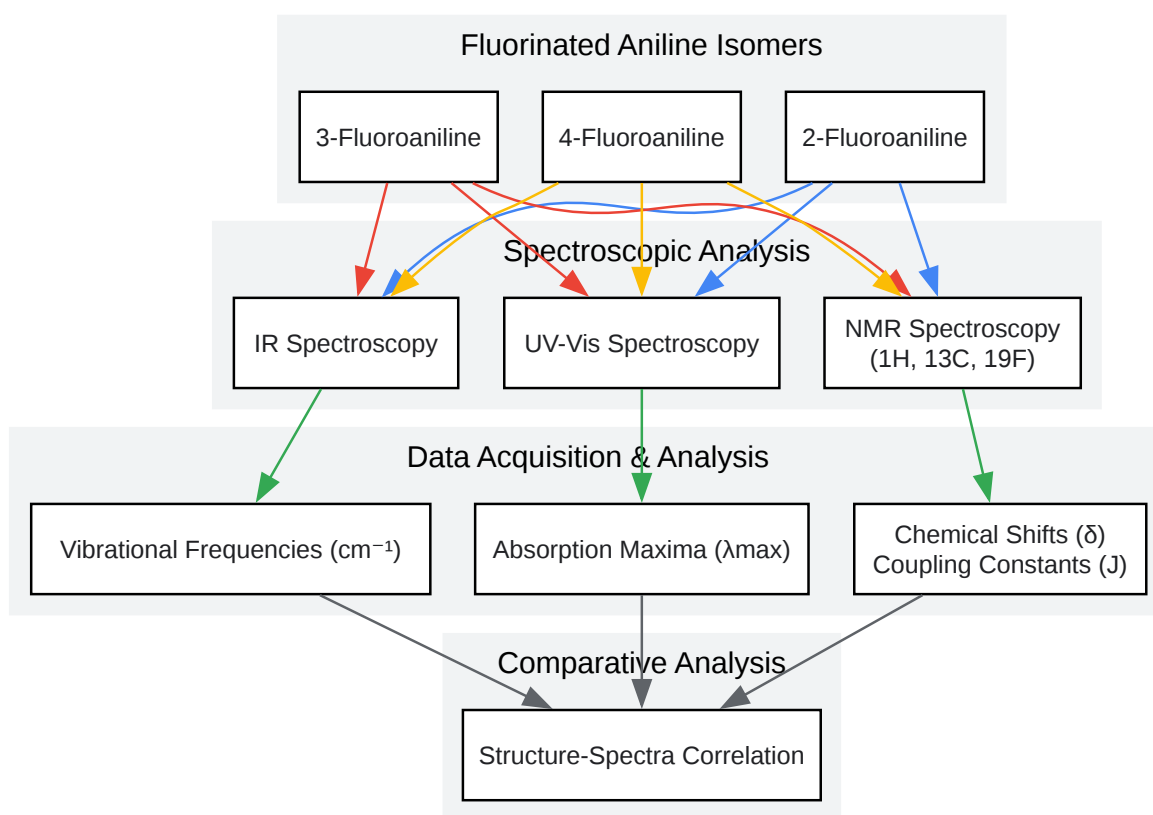 Fluorinated Aniline Isomers
3-Fluoroaniline
4-Fluoroaniline
2-Fluoroaniline
Spectroscopic Analysis
IR Spectroscopy
UV-Vis Spectroscopy
NMR Spectroscopy
(1H, 13C, 19F)
Data Acquisition & Analysis
Vibrational Frequencies (cm⁻¹)
Absorption Maxima (λmax)
Chemical Shifts (δ)
Coupling Constants (J)
Comparative Analysis
Structure-Spectra Correlation